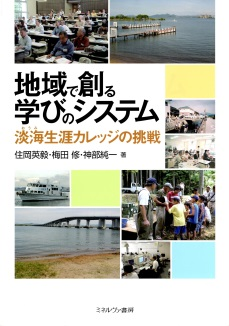 地域で創る
学びのシステム
淡海生涯カレッジの挑戦
住岡英毅・梅田 修・神部純一 著
ミネルヴァ書房